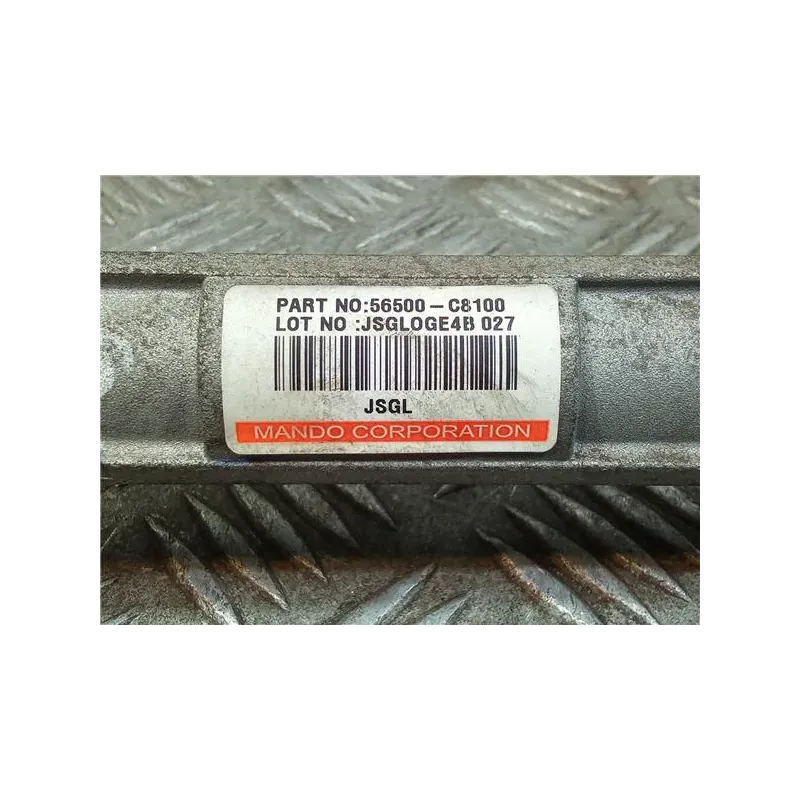 PART NO:56500-C8100
LOT NO :JSGLOGE4B 027
JSGL
MANDO CORPORATION